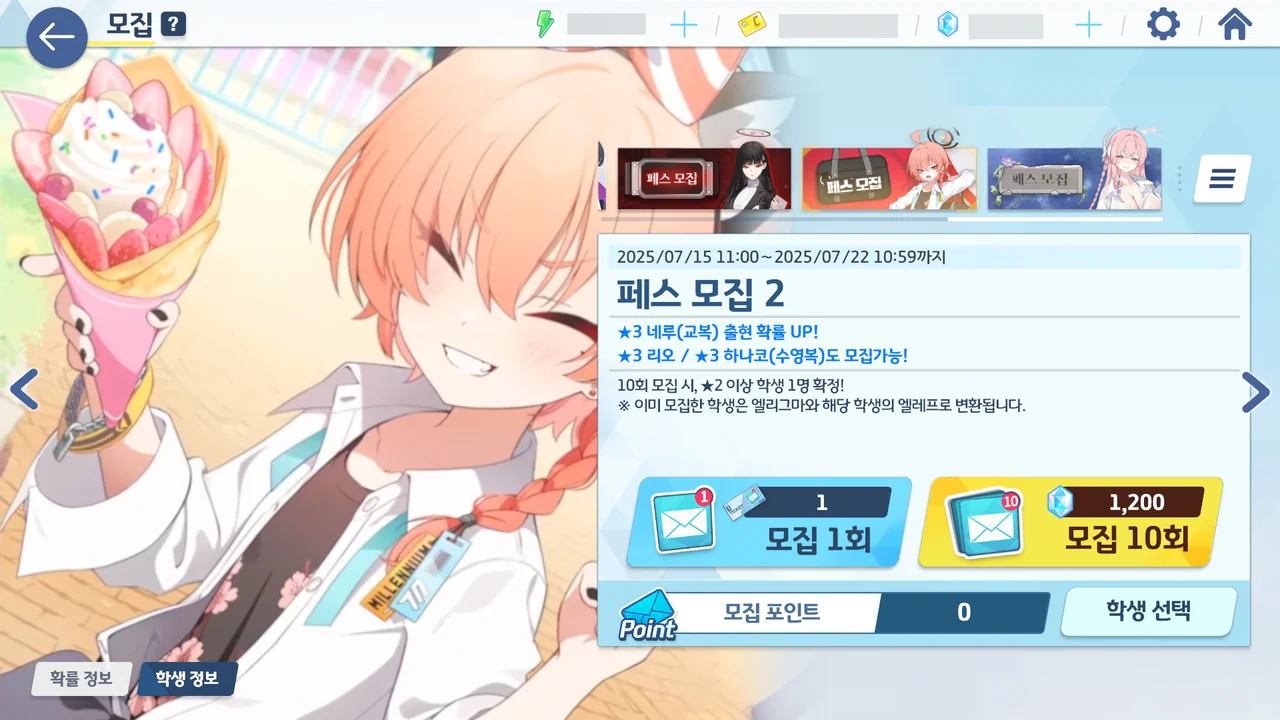 모집 ?
페스 모집
페스 모집
페스 모집
2025/07/15 11:00~2025/07/22 10:59까지
페스 모집 2
★3 네루(교복) 출현 확률 UP!
★3 리오 / ★3 하나코(수영복)도 모집가능!
10회 모집 시, ★2 이상 학생 1명 확정!
※ 이미 모집한 학생은 엘리그마와 해당 학생의 엘레프로 변환됩니다.
1
1
모집 1회
10
1,200
모집 10회
MILLENNIUM
Point
모집 포인트
0
학생 선택
확률 정보
학생 정보